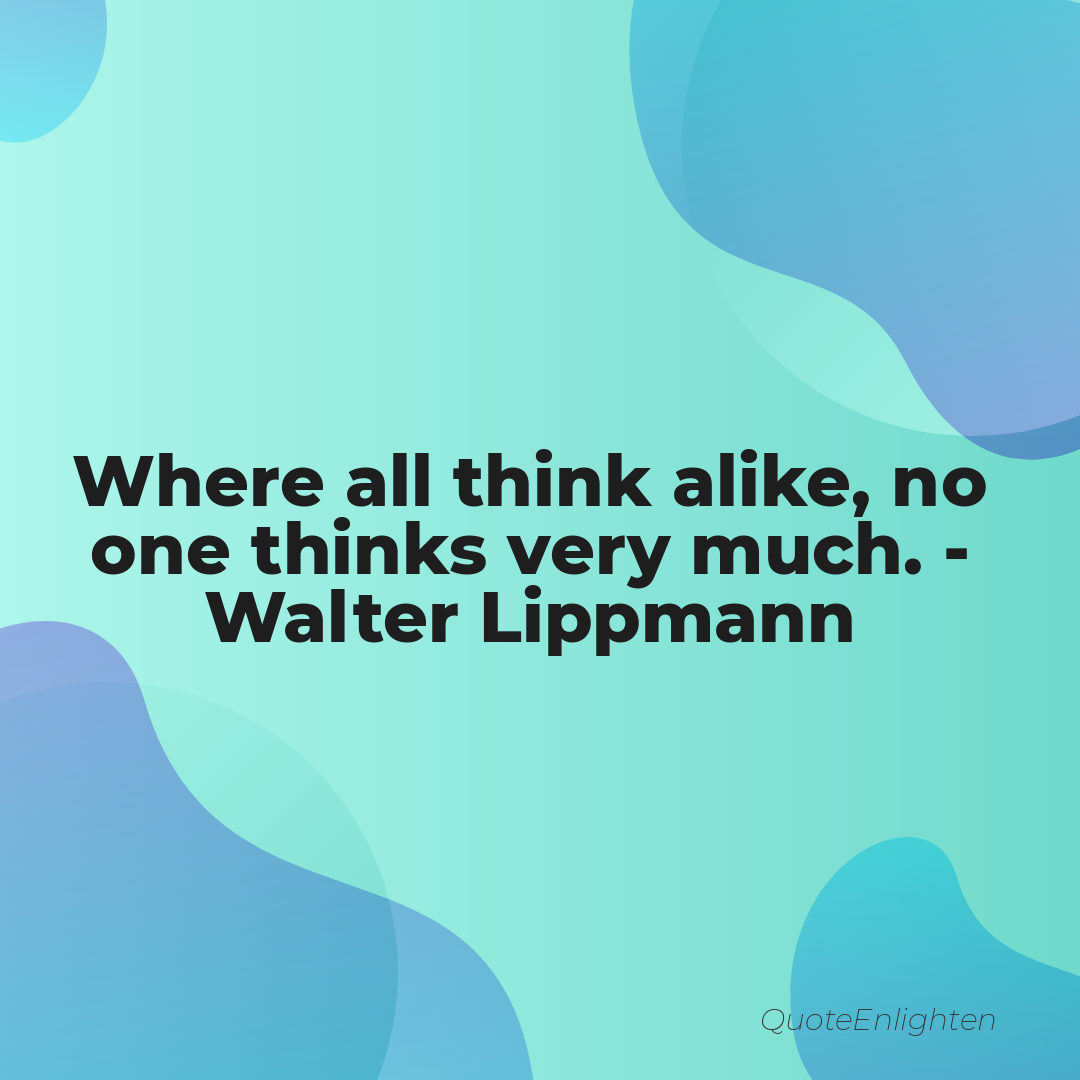 Where all think alike, no
one thinks very much. -
Walter Lippmann
QuoteEnlighten